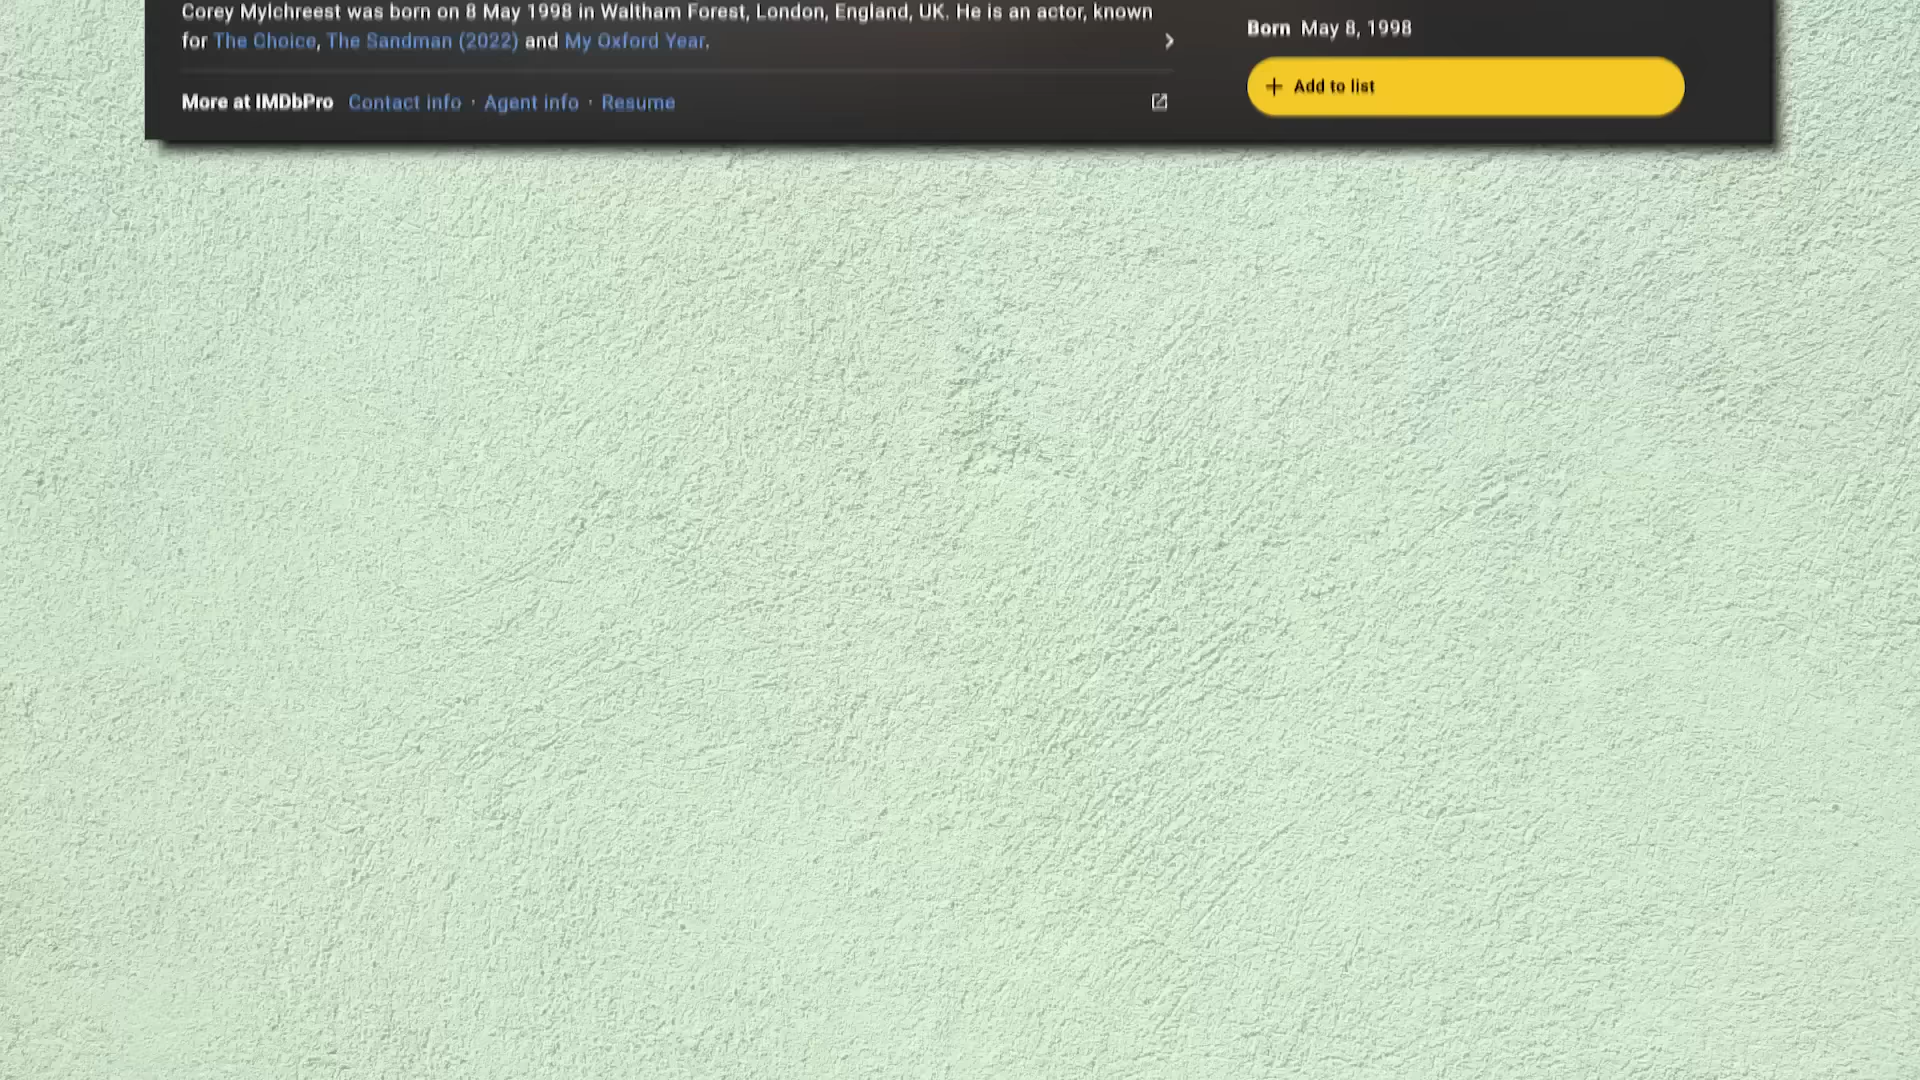 Corey Mylchreest was born on 8 May 1998 in Waltham Forest, London, England, UK. He is an actor, known
for The Choice, The Sandman (2022) and My Oxford Year.
More at IMDbPro Contact info · Agent info · Resume
Born May 8, 1998
+ Add to list